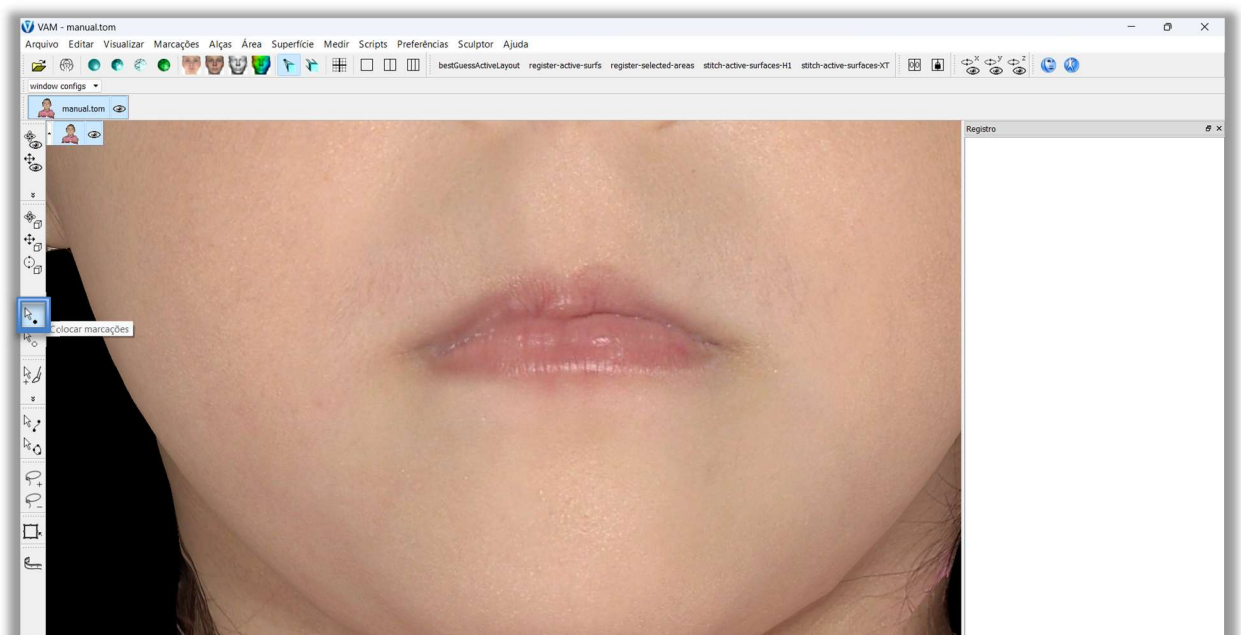 VAM - manual.tom
Arquivo Editar Visualizar Marcações Alças Área Superfície Medir Scripts Preferências Sculptor Ajuda
bestGuessActiveLayout register-active-surfs register-selected-areas stitch-active-surfaces-H1 stitch-active-surfaces-XT X Y Z
window configs
manual.tom
Registro
Colocar marcações